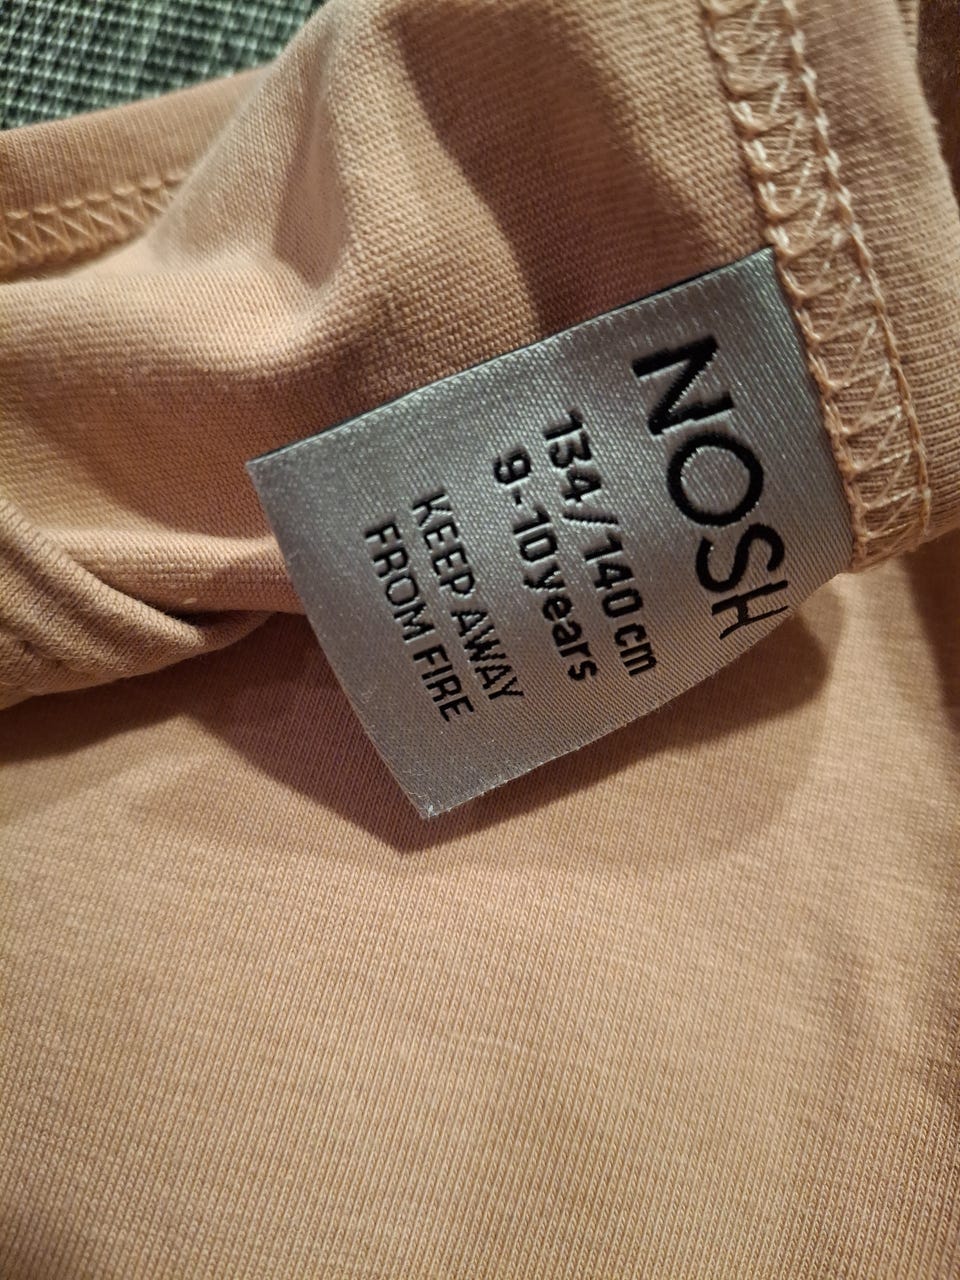 NOSH
134/140 cm
9-10 years
KEEP AWAY
FROM FIRE